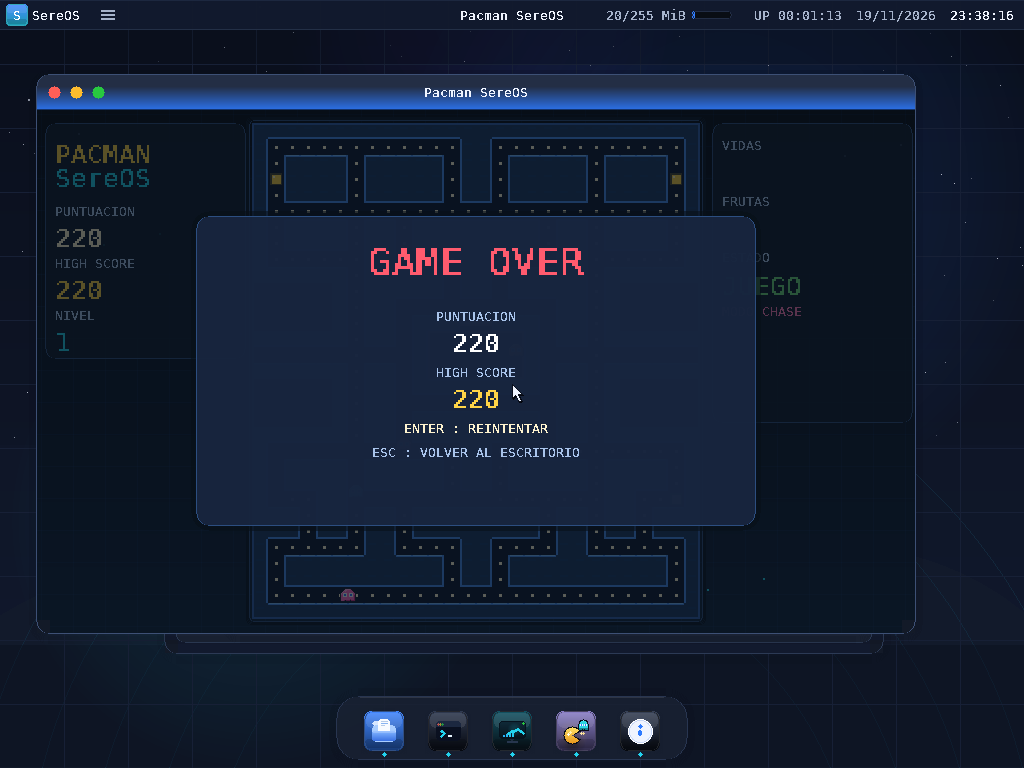 S SereOS
Pacman SereOS
20/255 MiB
UP 00:01:13 19/11/2026 23:38:16
Pacman SereOS
PACMAN
SereOS
PUNTUACION
220
HIGH SCORE
220
NIVEL
1
VIDAS
FRUTAS
CHASE
GAME OVER
PUNTUACION
220
HIGH SCORE
220
ENTER : REINTENTAR
ESC : VOLVER AL ESCRITORIO